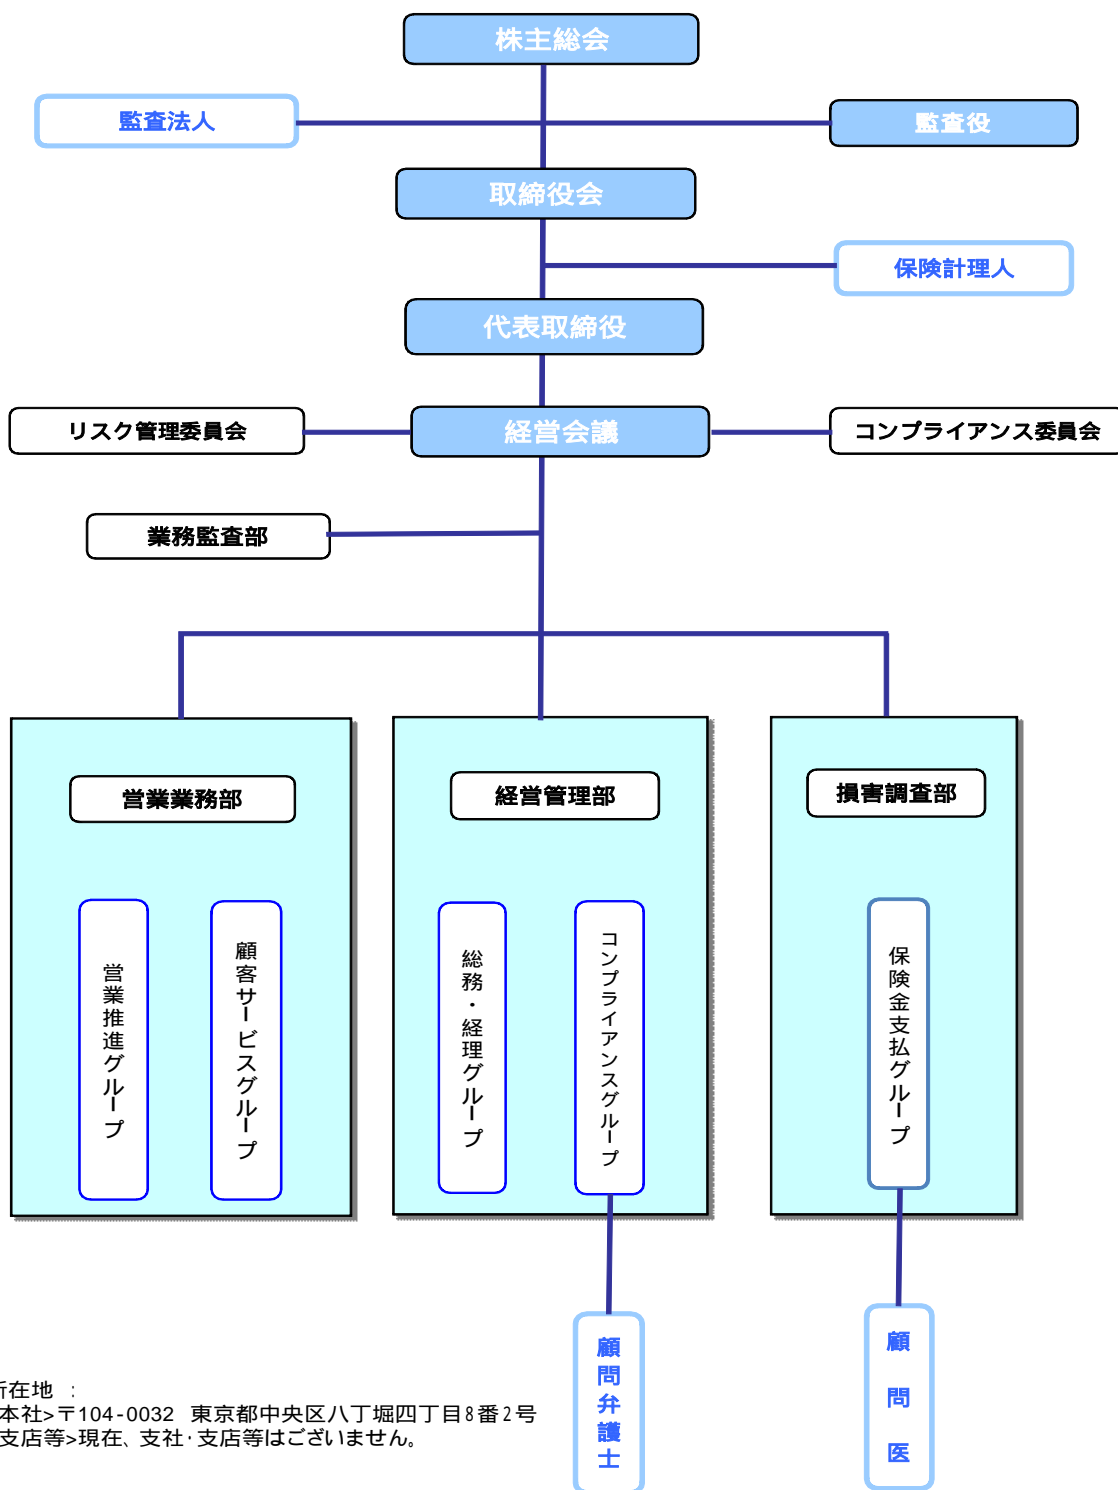 株主総会
監査法人
監査役
取締役会
保険計理人
代表取締役
リスク管理委員会
経営会議
コンプライアンス委員会
業務監査部
営業業務部
経営管理部
損害調査部
営業推進グループ
顧客サービスグループ
総務・経理グループ
コンプライアンスグループ
保険金支払グループ
顧問弁護士
顧問医
所在地 :
本社>〒104-0032 東京都中央区八丁堀四丁目8番2号
支店等>現在、支社・支店等はございません。